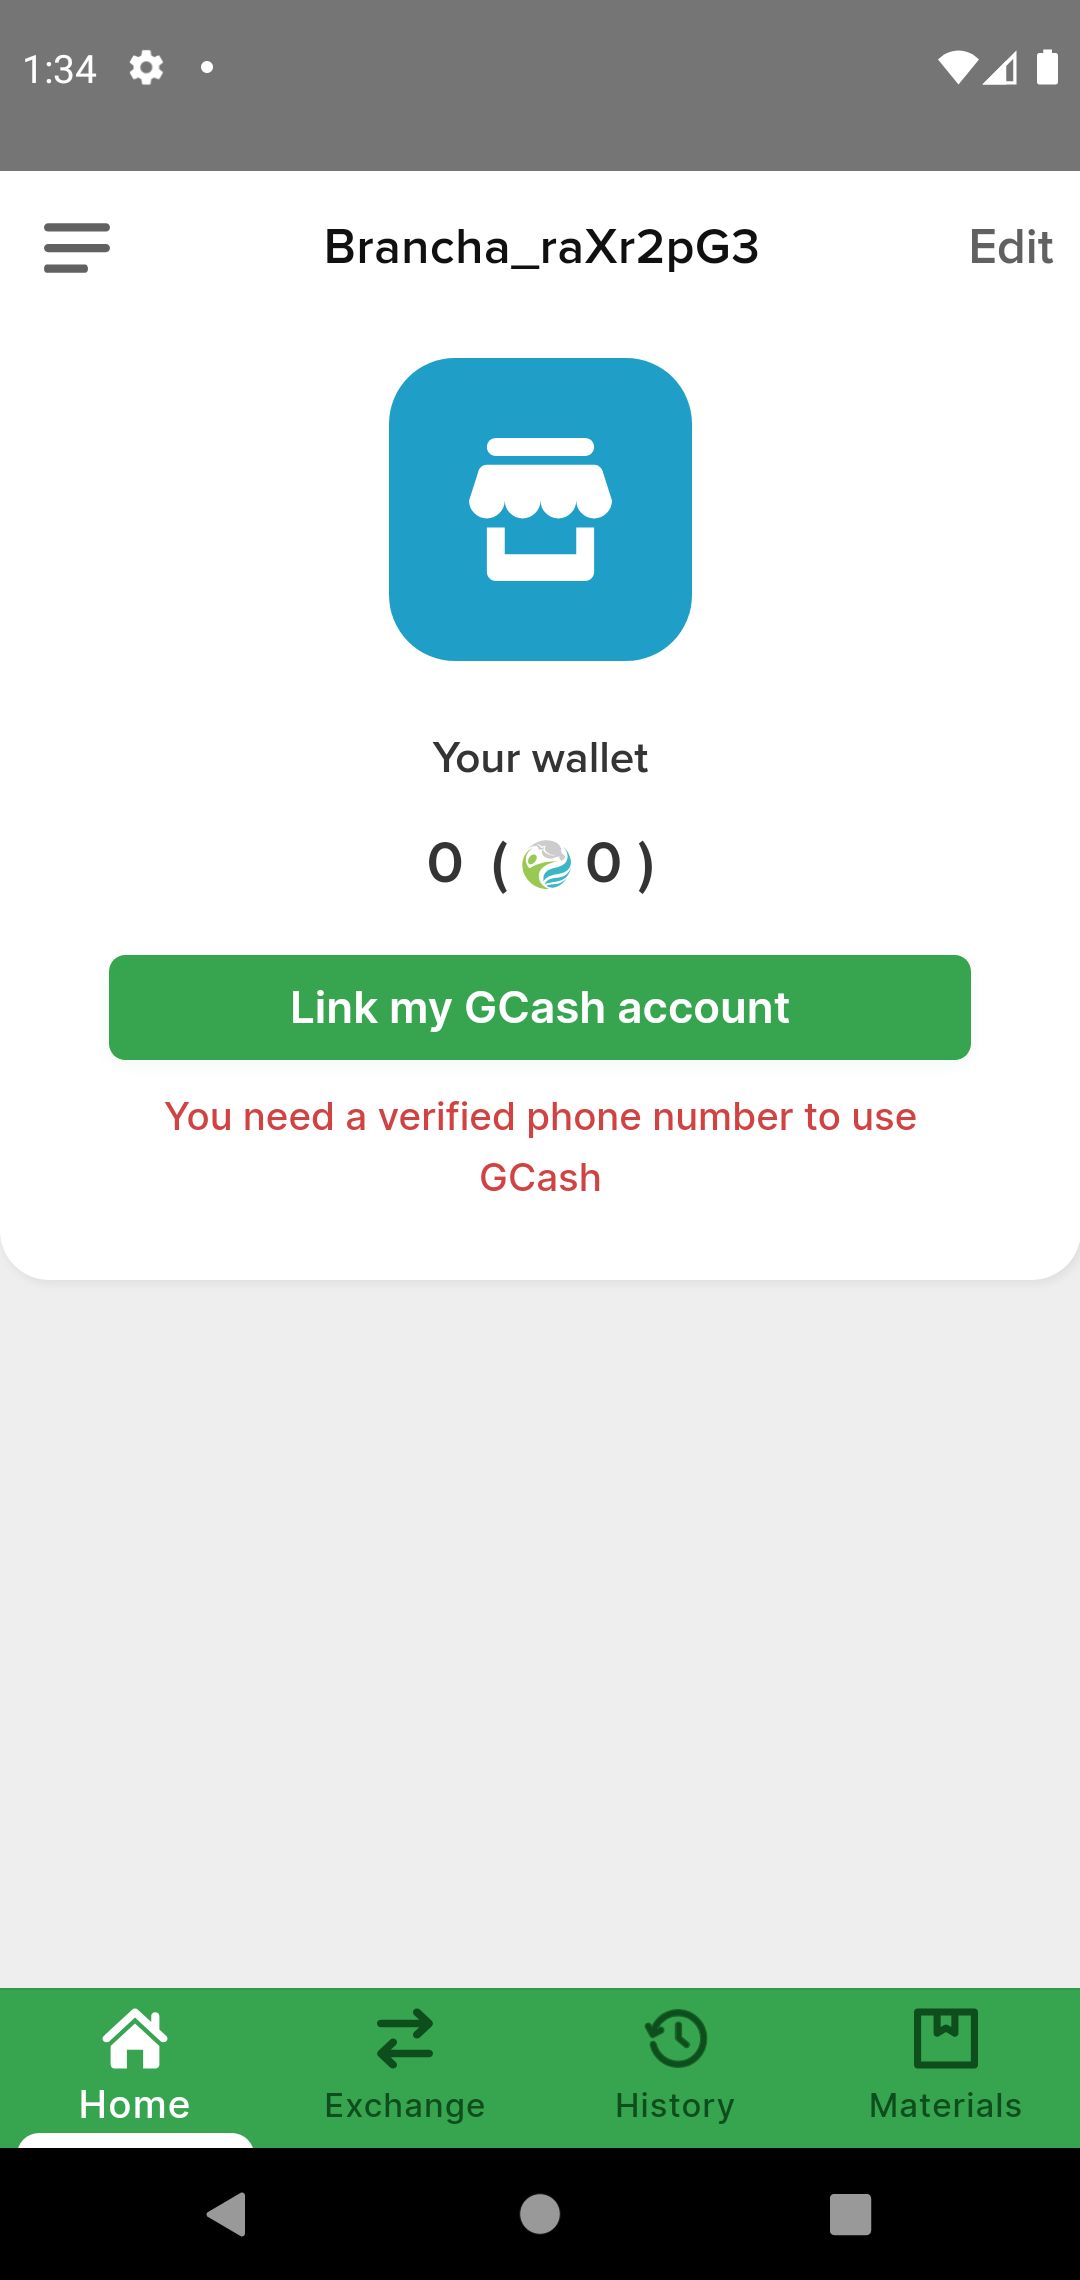 1:34
Brancha_raXr2pG3
Edit
Your wallet
0 ( 0 )
Link my GCash account
You need a verified phone number to use
GCash
Home
Exchange
History
Materials